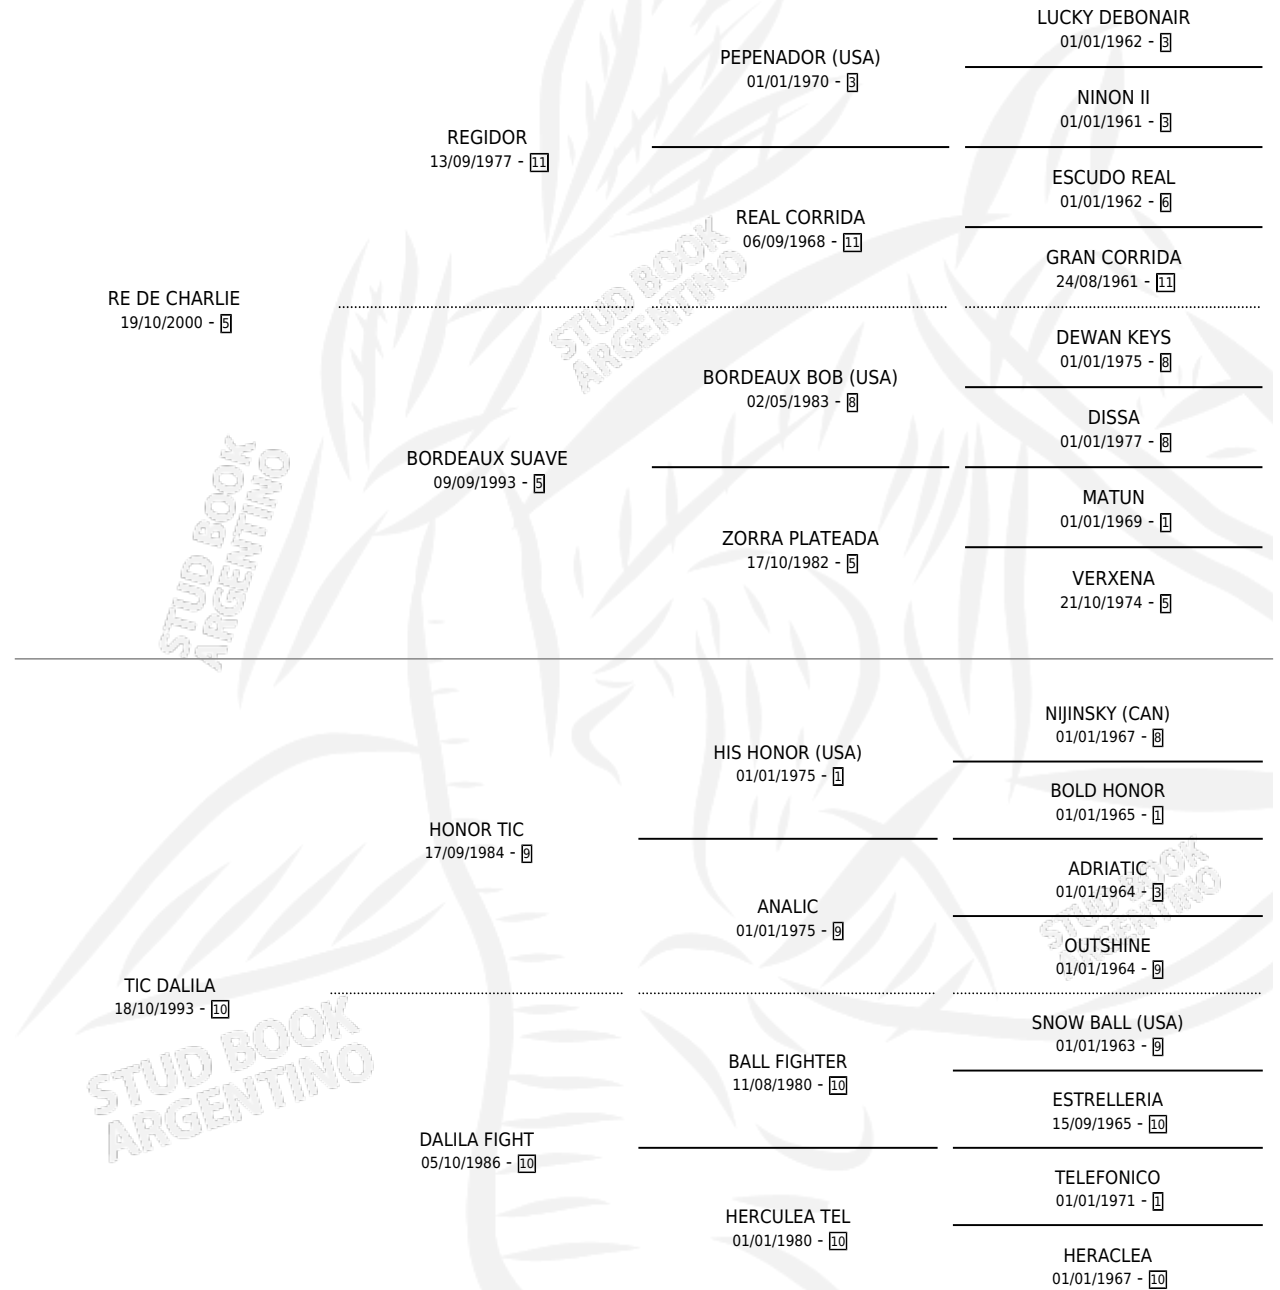 LUCKY DEBONAIR
01/01/1962 - 3
PEPENADOR (USA)
01/01/1970 - 3
NINON II
01/01/1961 - 3
REGIDOR
13/09/1977 - 11
ESCUDO REAL
01/01/1962 - 6
REAL CORRIDA
06/09/1968 - 11
GRAN CORRIDA
24/08/1961 - 11
RE DE CHARLIE
19/10/2000 - 5
DEWAN KEYS
01/01/1975 - 8
BORDEAUX BOB (USA)
02/05/1983 - 8
DISSA
01/01/1977 - 8
BORDEAUX SUAVE
09/09/1993 - 5
MATUN
01/01/1969 - 1
ZORRA PLATEADA
17/10/1982 - 5
VERXENA
21/10/1974 - 5
STUD BOOK
ARGENTINO
STUD BOOK
ARGENTINO
NIJINSKY (CAN)
01/01/1967 - 8
HIS HONOR (USA)
01/01/1975 - 1
BOLD HONOR
01/01/1965 - 1
HONOR TIC
17/09/1984 - 9
ADRIATIC
01/01/1964 - 3
ANALIC
01/01/1975 - 9
OUTSHINE
01/01/1964 - 9
TIC DALILA
18/10/1993 - 10
SNOW BALL (USA)
01/01/1963 - 9
BALL FIGHTER
11/08/1980 - 10
ESTRELLERIA
15/09/1965 - 10
DALILA FIGHT
05/10/1986 - 10
TELEFONICO
01/01/1971 - 1
HERCULEA TEL
01/01/1980 - 10
HERACLEA
01/01/1967 - 10
STUD BOOK
ARGENTINO
STUD BOOK
ARGENTINO